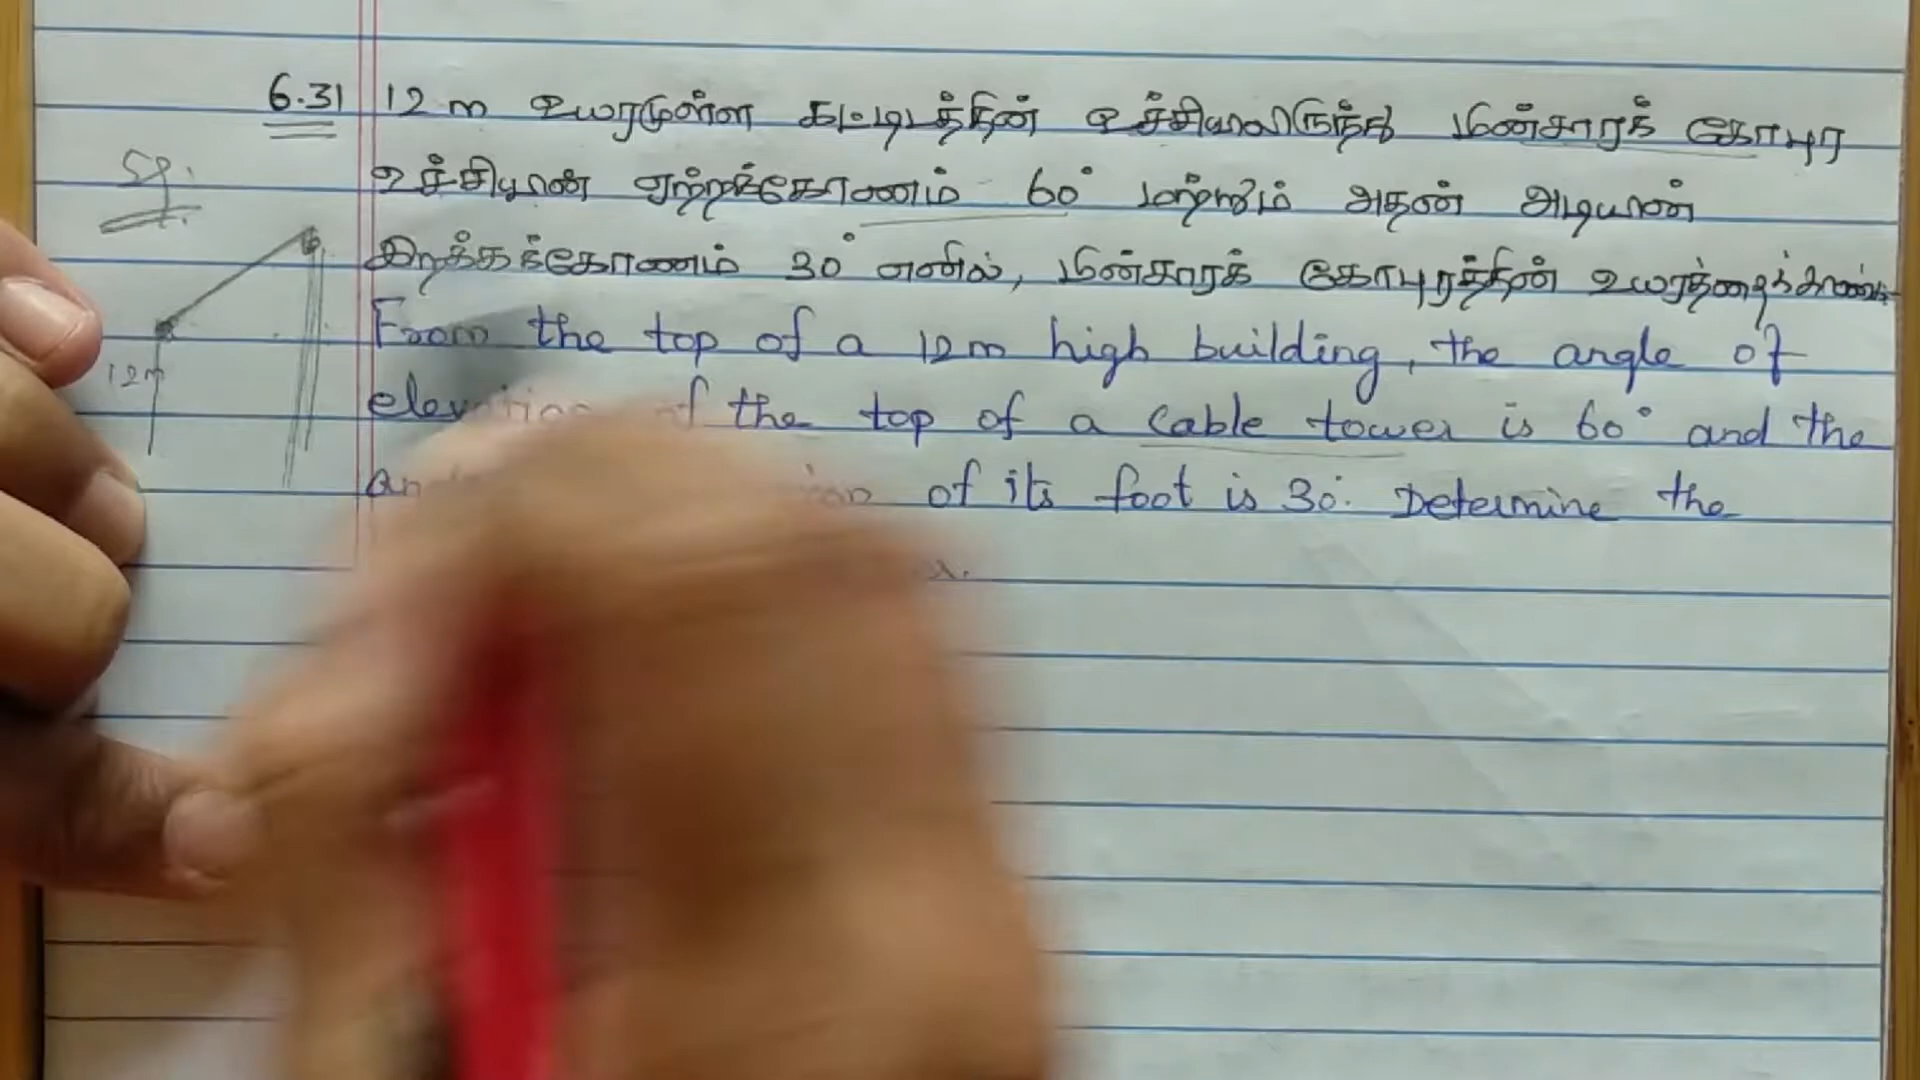 6.31 12 m உயரமுள்ள கட்டிடத்தின் உச்சியிலிருந்து மின்சாரக் கோபுர
உச்சியின் ஏற்றக்கோணம் 60° மற்றும் அதன் அடியின்
இறக்கக்கோணம் 30° எனில், மின்சாரக் கோபுரத்தின் உயரத்தைக் காண்க
12m
From the top of a 12m high building, the angle of
the top of a cable tower is 60° and the
of its foot is 30°. Determine the